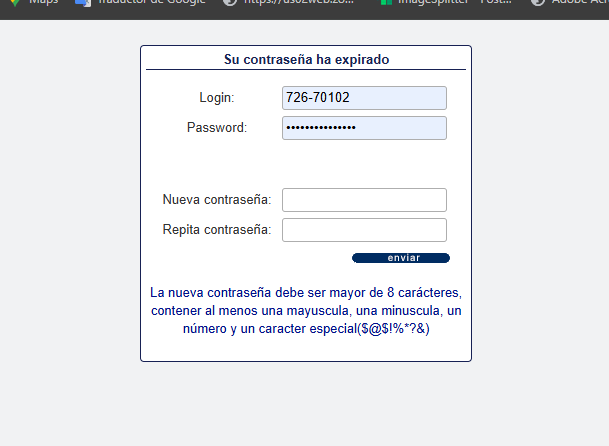 Maps Traductor de Google https://us02web.zo... ImageSplitter - Post... Adobe Acr
Su contraseña ha expirado
Login: 726-70102
Password: •••••••••••••••
Nueva contraseña:
Repita contraseña:
enviar
La nueva contraseña debe ser mayor de 8 carácteres,
contener al menos una mayuscula, una minuscula, un
número y un caracter especial($@$!%*?&)